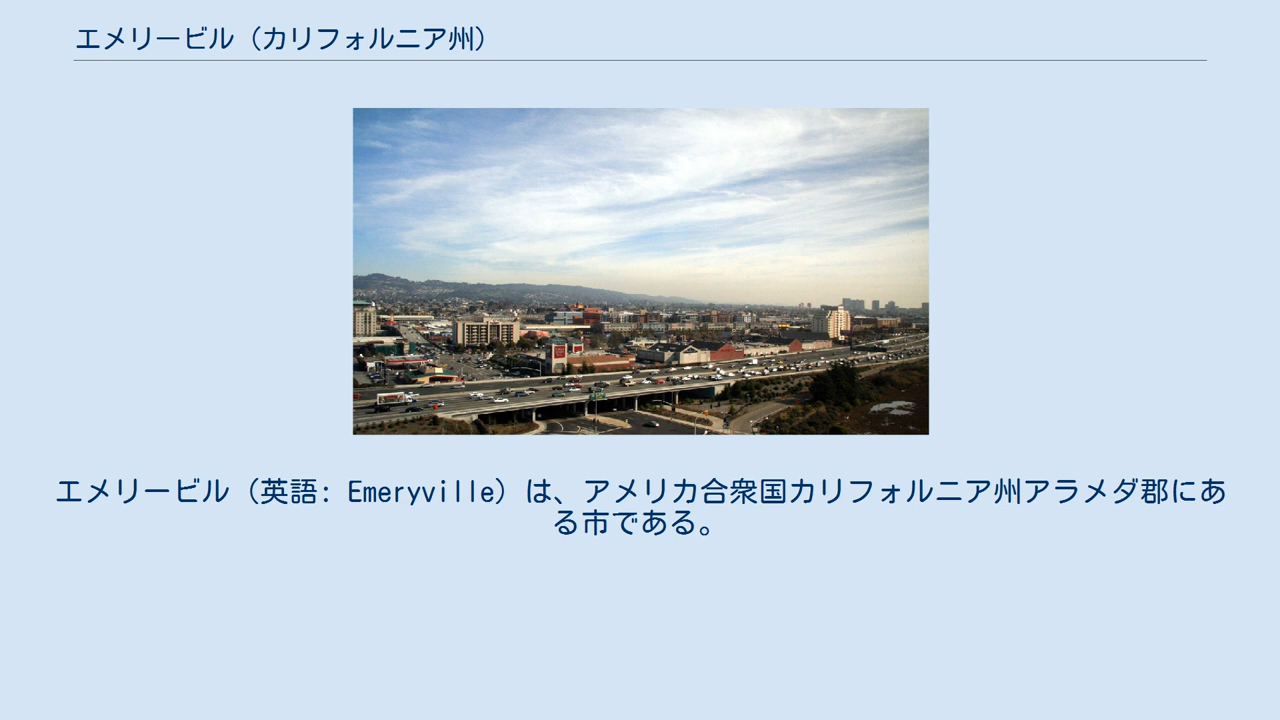 エメリービル（カリフォルニア州）
エメリービル（英語: Emeryville）は、アメリカ合衆国カリフォルニア州アラメダ郡にあ
る市である。